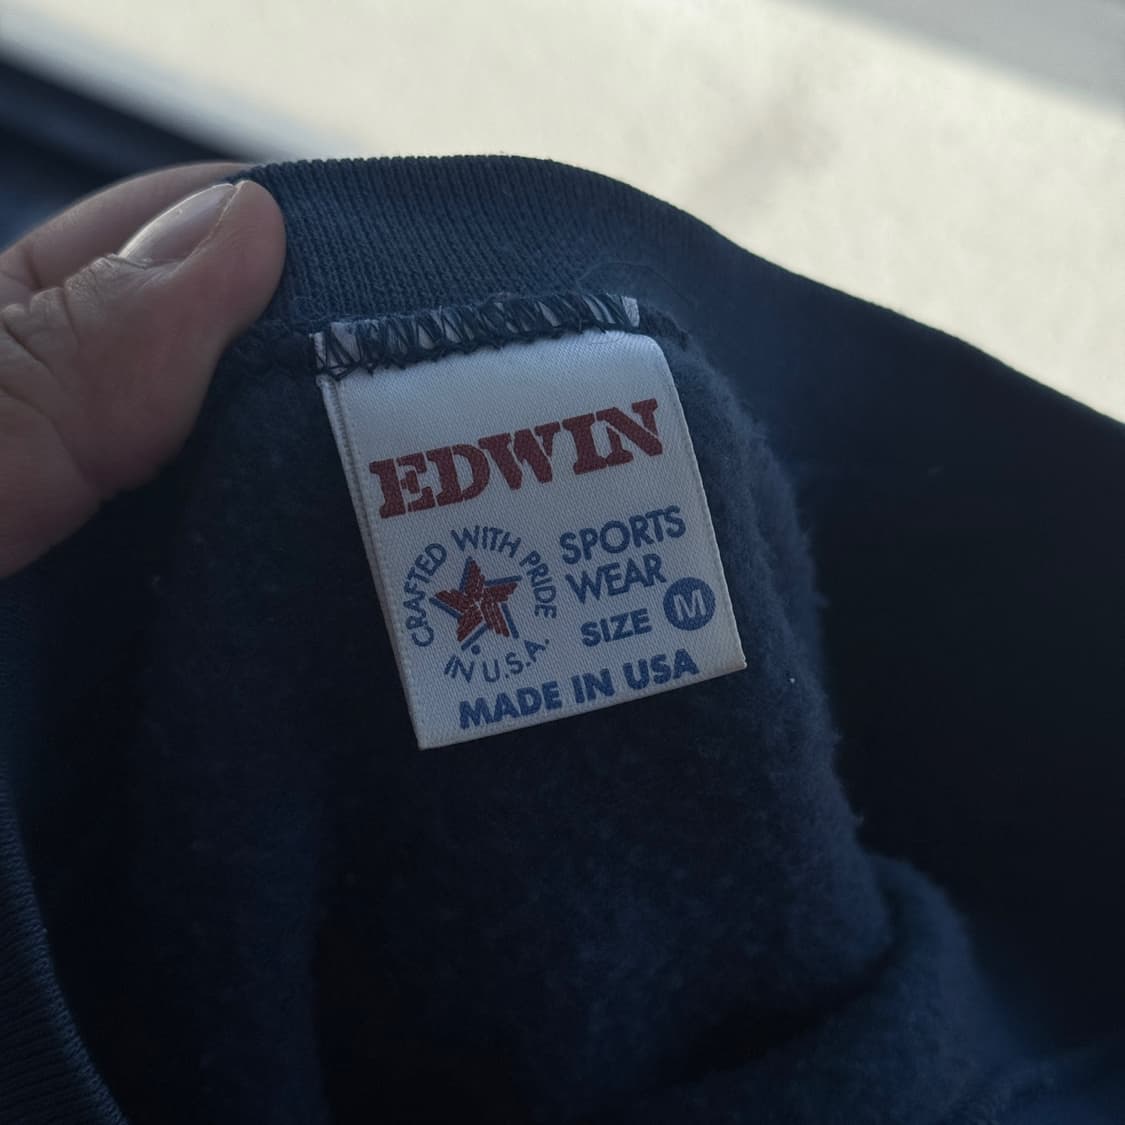 EDWIN
CRAFTED WITH PRIDE
IN U.S.A.
SPORTS
WEAR
SIZE M
MADE IN USA